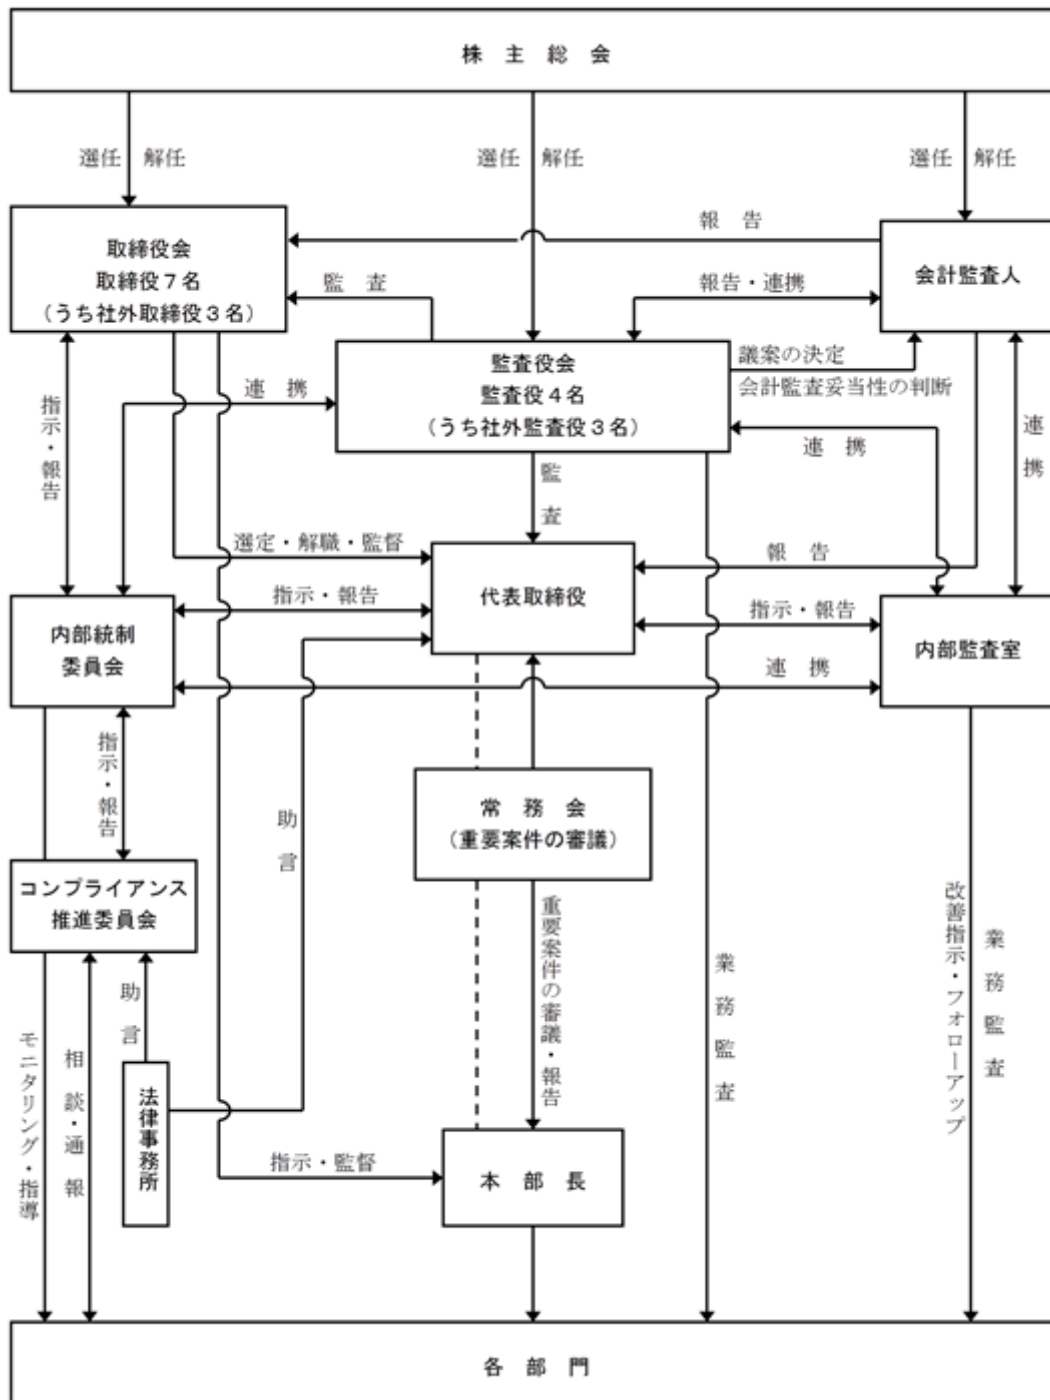 株 主 総 会
選任 解任
選任 解任
選任 解任
取締役会
取締役７名
（うち社外取締役３名）
報 告
会計監査人
監 査
報告・連携
監査役会
監査役４名
（うち社外監査役３名）
議案の決定
会計監査妥当性の判断
連 携
指示・報告
連 携
連 携
監 査
選定・解職・監督
報 告
代表取締役
指示・報告
指示・報告
内部統制
委員会
内部監査室
連 携
指示・報告
常 務 会
（重要案件の審議）
助 言
コンプライアンス
推進委員会
重要案件の審議・報告
改善指示・フォローアップ
業 務 監 査
業 務 監 査
助 言
モニタリング・指導
相 談・通 報
法律事務所
指示・監督
本 部 長
各 部 門